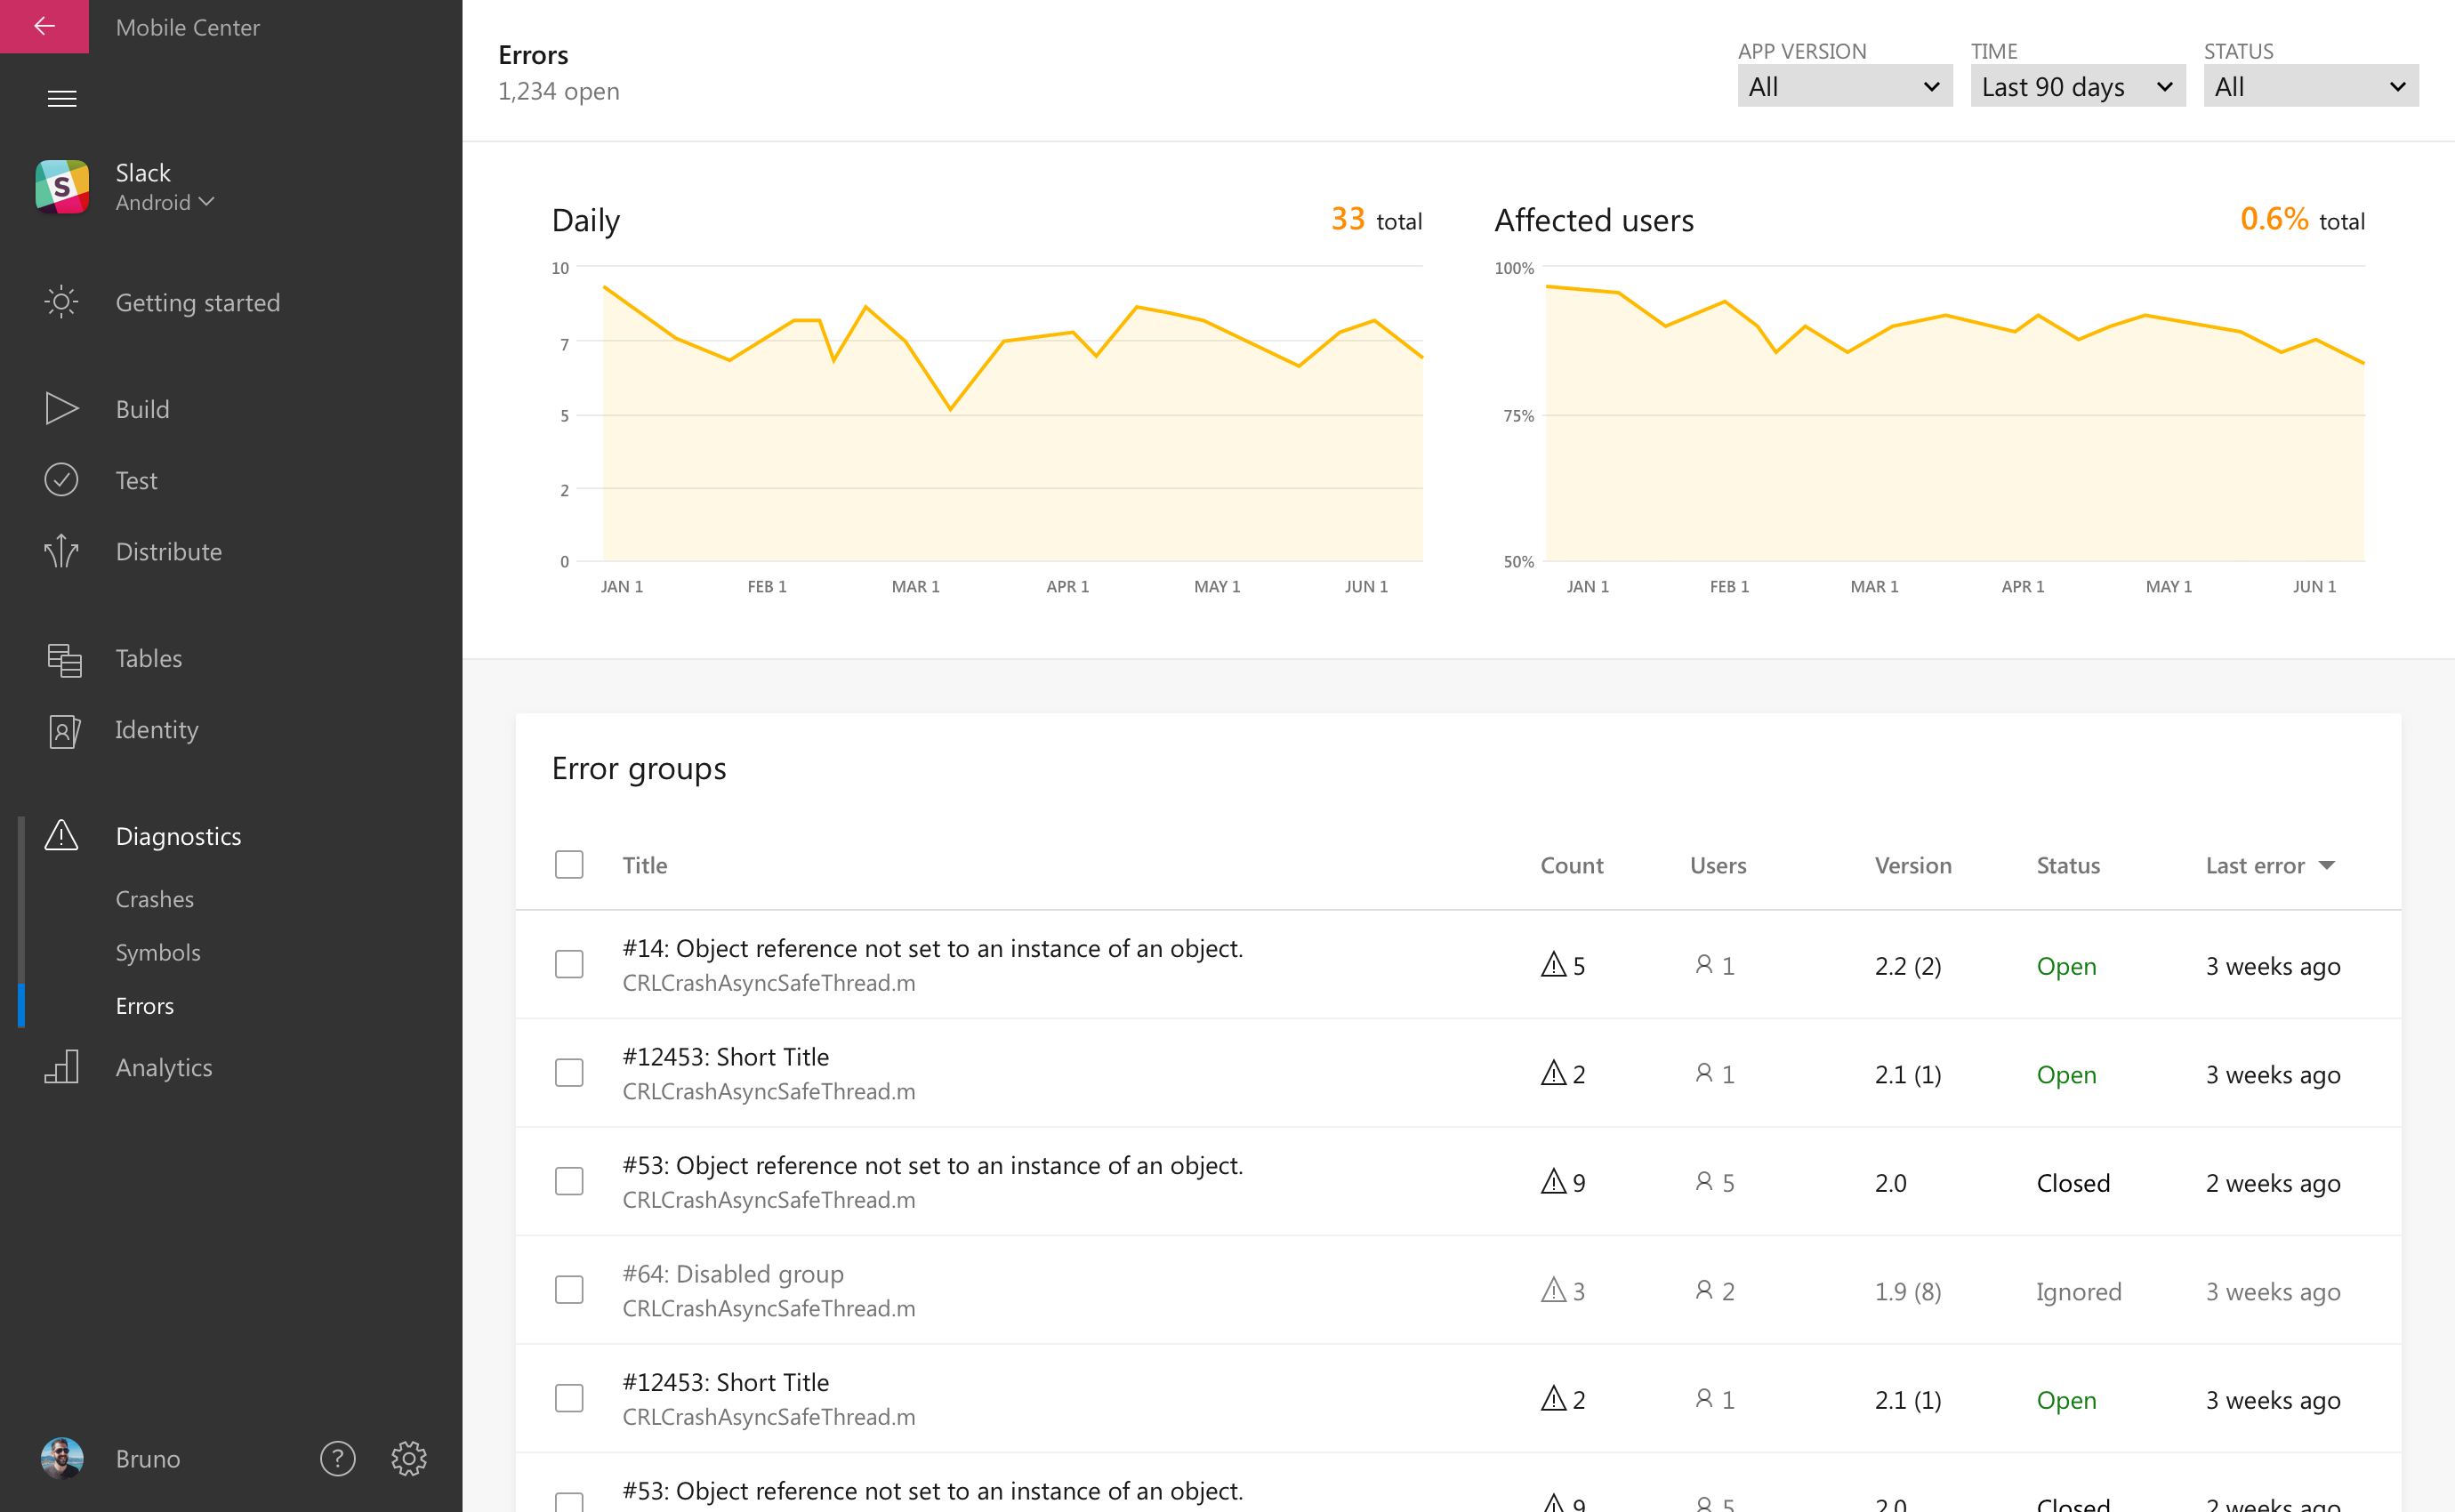 Mobile Center
Slack
Android
Getting started
Build
Test
Distribute
Tables
Identity
Diagnostics
Crashes
Symbols
Errors
Analytics
Bruno
?
Errors
1,234 open
APP VERSION
All
TIME
Last 90 days
STATUS
All
Daily
33 total
10
7
5
2
0
JAN 1 FEB 1 MAR 1 APR 1 MAY 1 JUN 1
Affected users
0.6% total
100%
75%
50%
JAN 1 FEB 1 MAR 1 APR 1 MAY 1 JUN 1
Error groups
Title Count Users Version Status Last error
#14: Object reference not set to an instance of an object.
CRLCrashAsyncSafeThread.m
5 1 2.2 (2) Open 3 weeks ago
#12453: Short Title
CRLCrashAsyncSafeThread.m
2 1 2.1 (1) Open 3 weeks ago
#53: Object reference not set to an instance of an object.
CRLCrashAsyncSafeThread.m
9 5 2.0 Closed 2 weeks ago
#64: Disabled group
CRLCrashAsyncSafeThread.m
3 2 1.9 (8) Ignored 3 weeks ago
#12453: Short Title
CRLCrashAsyncSafeThread.m
2 1 2.1 (1) Open 3 weeks ago
#53: Object reference not set to an instance of an object.
9 5 2.0 Closed 2 weeks ago